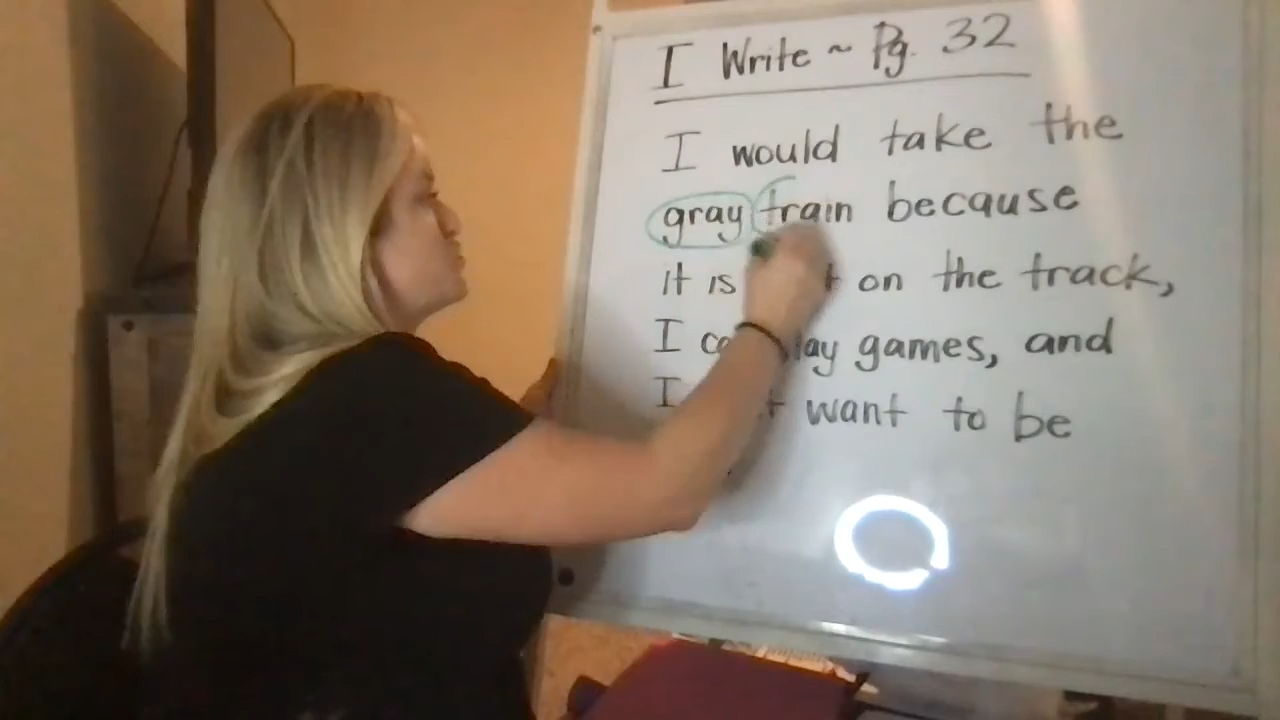 I Write ~ Pg. 32
I would take the
gray train because
it is on the track,
I games, and
I want to be